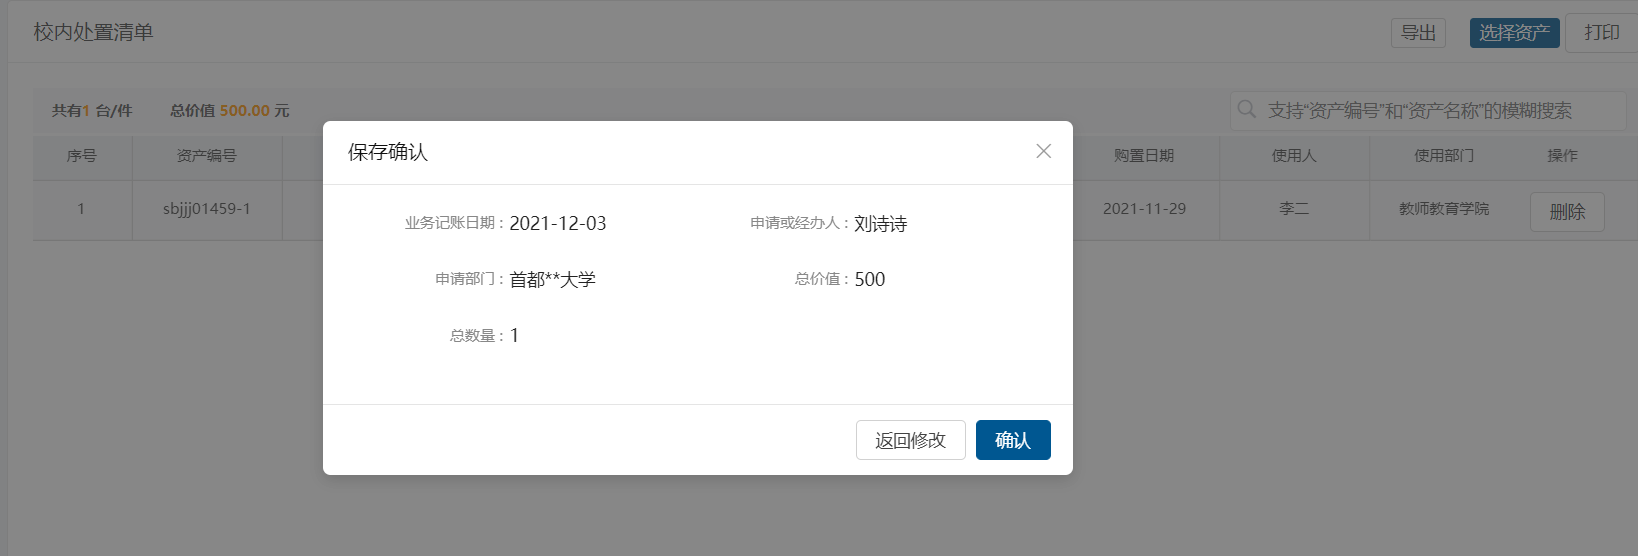 校内处置清单
导出 选择资产 打印
共有1 台/件 总价值 500.00 元
支持“资产编号”和“资产名称”的模糊搜索
序号 资产编号 购置日期 使用人 使用部门 操作
1 sbjjj01459-1 2021-11-29 李二 教师教育学院 删除
保存确认
业务记账日期：2021-12-03 申请或经办人：刘诗诗
申请部门：首都**大学 总价值：500
总数量：1
返回修改 确认